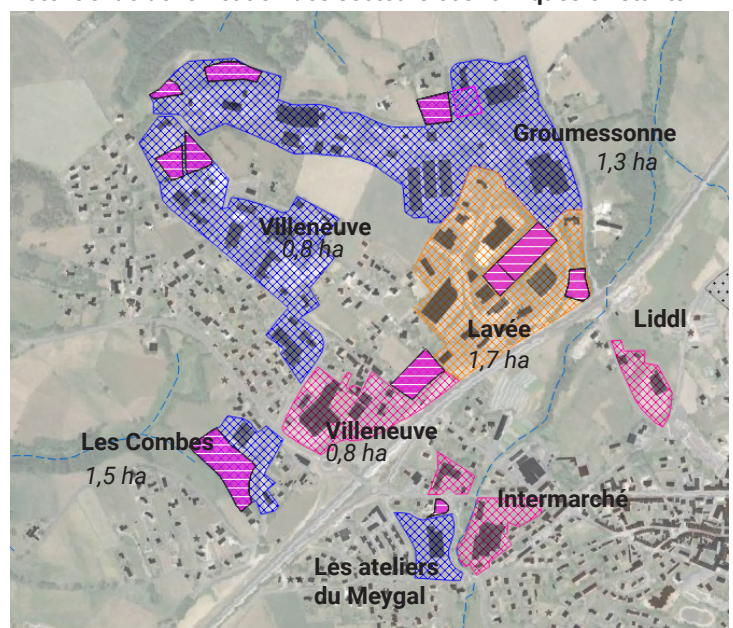 Groumessonne
1,3 ha
Villeneuve
0,8 ha
Liddl
Lavée
1,7 ha
Les Combes
1,5 ha
Villeneuve
0,8 ha
Intermarché
Les ateliers
du Meygal